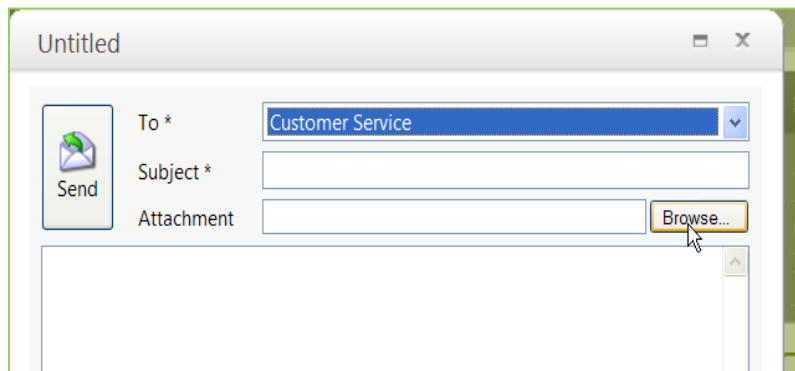 Untitled
To *
Customer Service
Send
Subject *
Attachment
Browse...